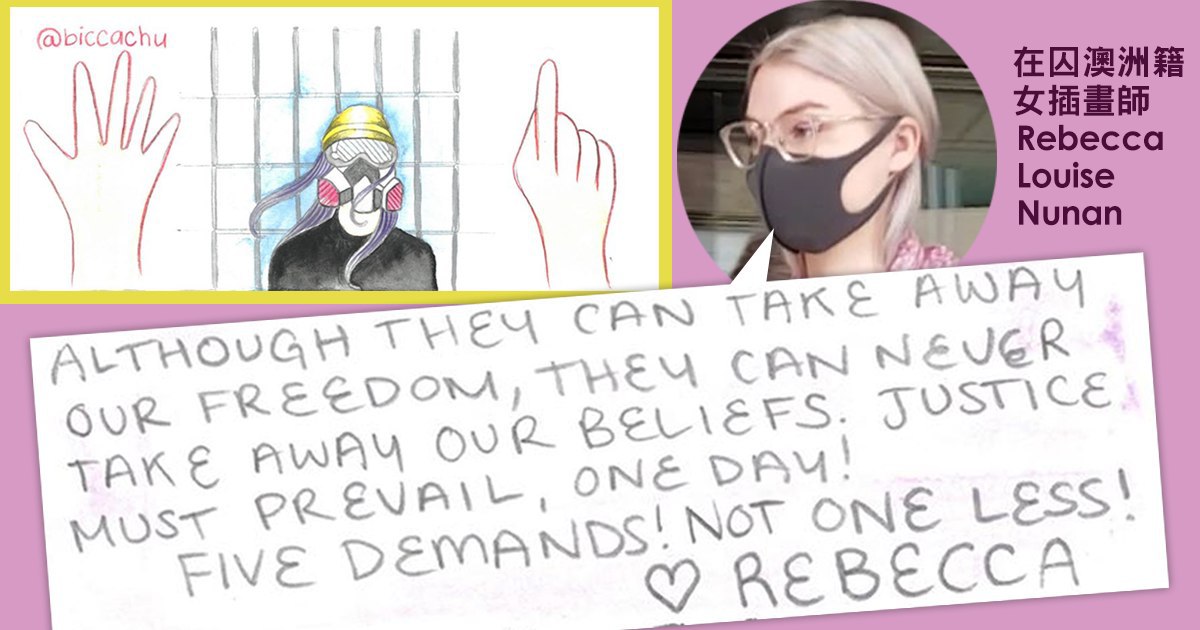 @biccachu
在囚澳洲籍
女插畫師
Rebecca
Louise
Nunan
ALTHOUGH THEY CAN TAKE AWAY
OUR FREEDOM, THEY CAN NEVER
TAKE AWAY OUR BELIEFS. JUSTICE
MUST PREVAIL, ONE DAY!
FIVE DEMANDS! NOT ONE LESS!
♡ REBECCA